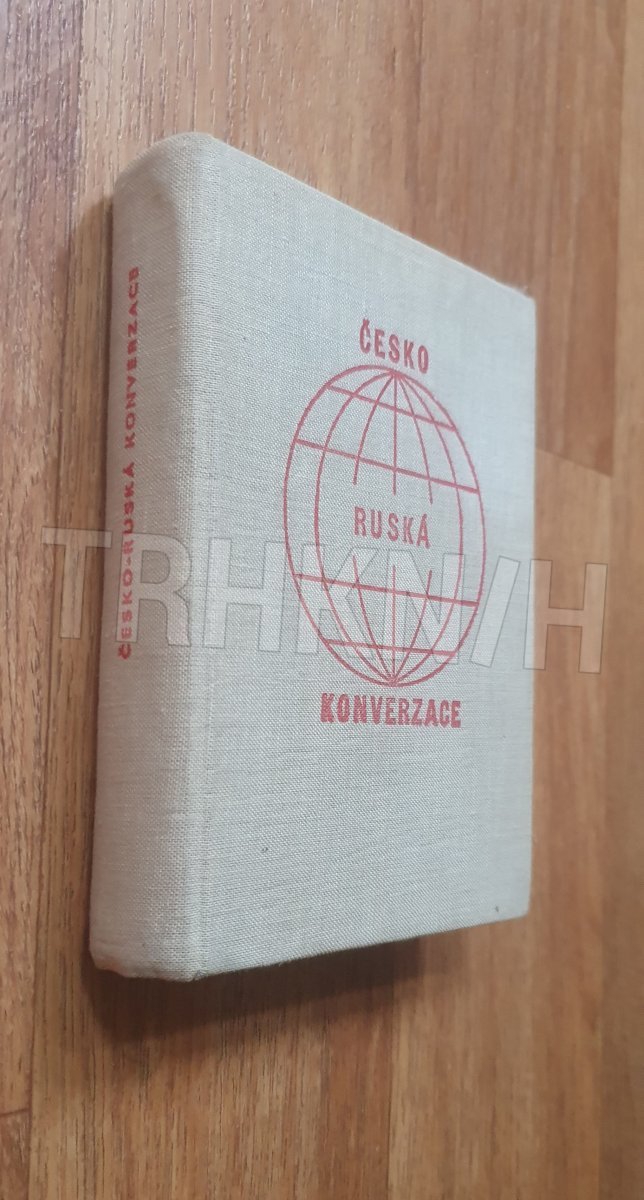 ČESKO-RUSKÁ KONVERZACE
ČESKO
RUSKÁ
KONVERZACE
TRHKNIH